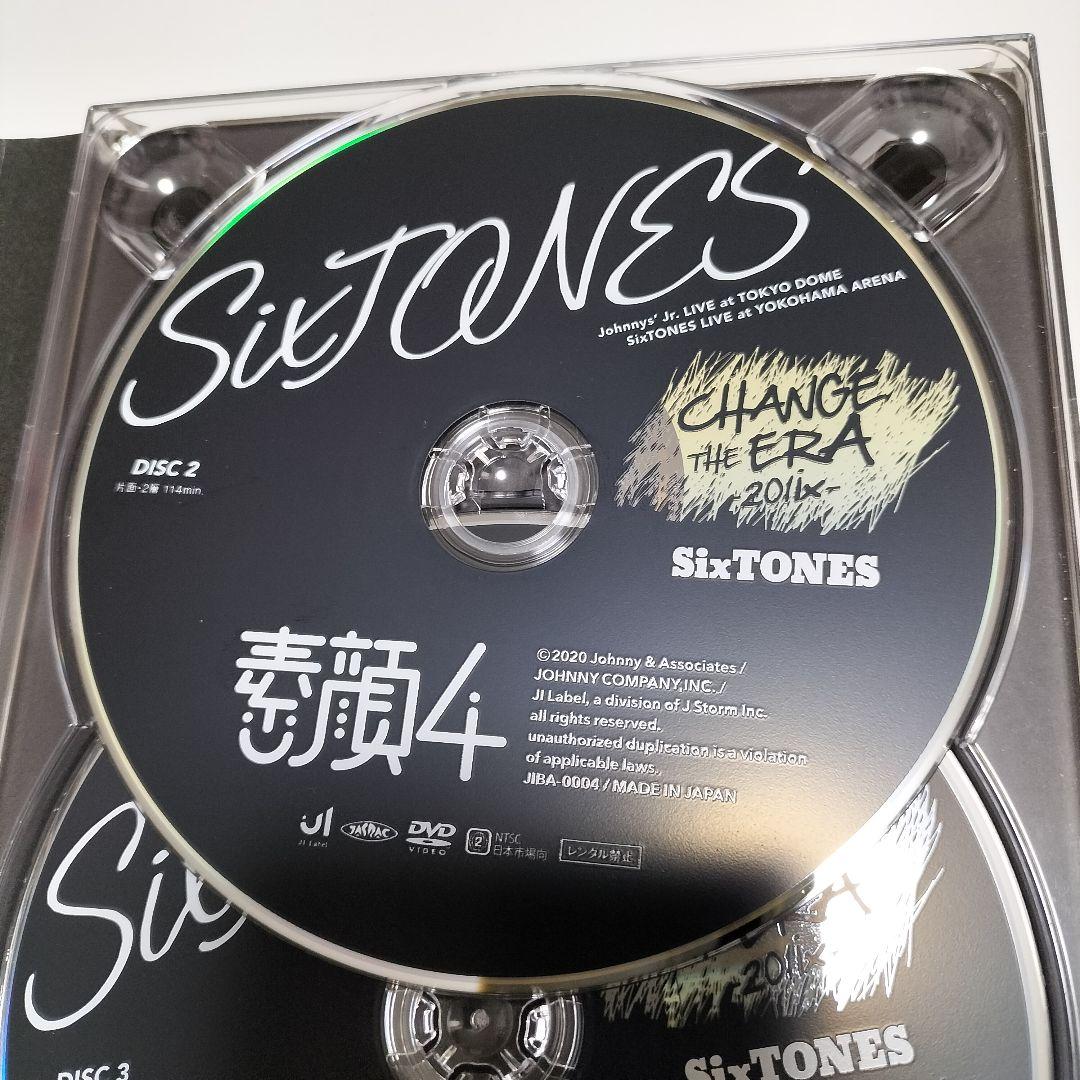 SixTONES
Johnnys' Jr. LIVE at TOKYO DOME
SixTONES LIVE at YOKOHAMA ARENA
CHANGE
THE ERA
-201ix-
SixTONES
DISC 2
片面・2層 114min.
素顔4
©2020 Johnny & Associates /
JOHNNY COMPANY,INC. /
JI Label, a division of J Storm Inc.
all rights reserved.
unauthorized duplication is a violation
of applicable laws.
JIBA-0004 / MADE IN JAPAN
JI
JI Label
JASRAC
DVD
VIDEO
2
NTSC
日本市場向
レンタル禁止
Six
ERA
-201ix-
SixTONES
DISC 3